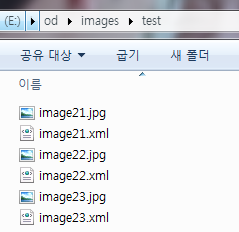 (E:) ▸ od ▸ images ▸ test
공유 대상 ▾ 굽기 새 폴더
이름
image21.jpg
image21.xml
image22.jpg
image22.xml
image23.jpg
image23.xml